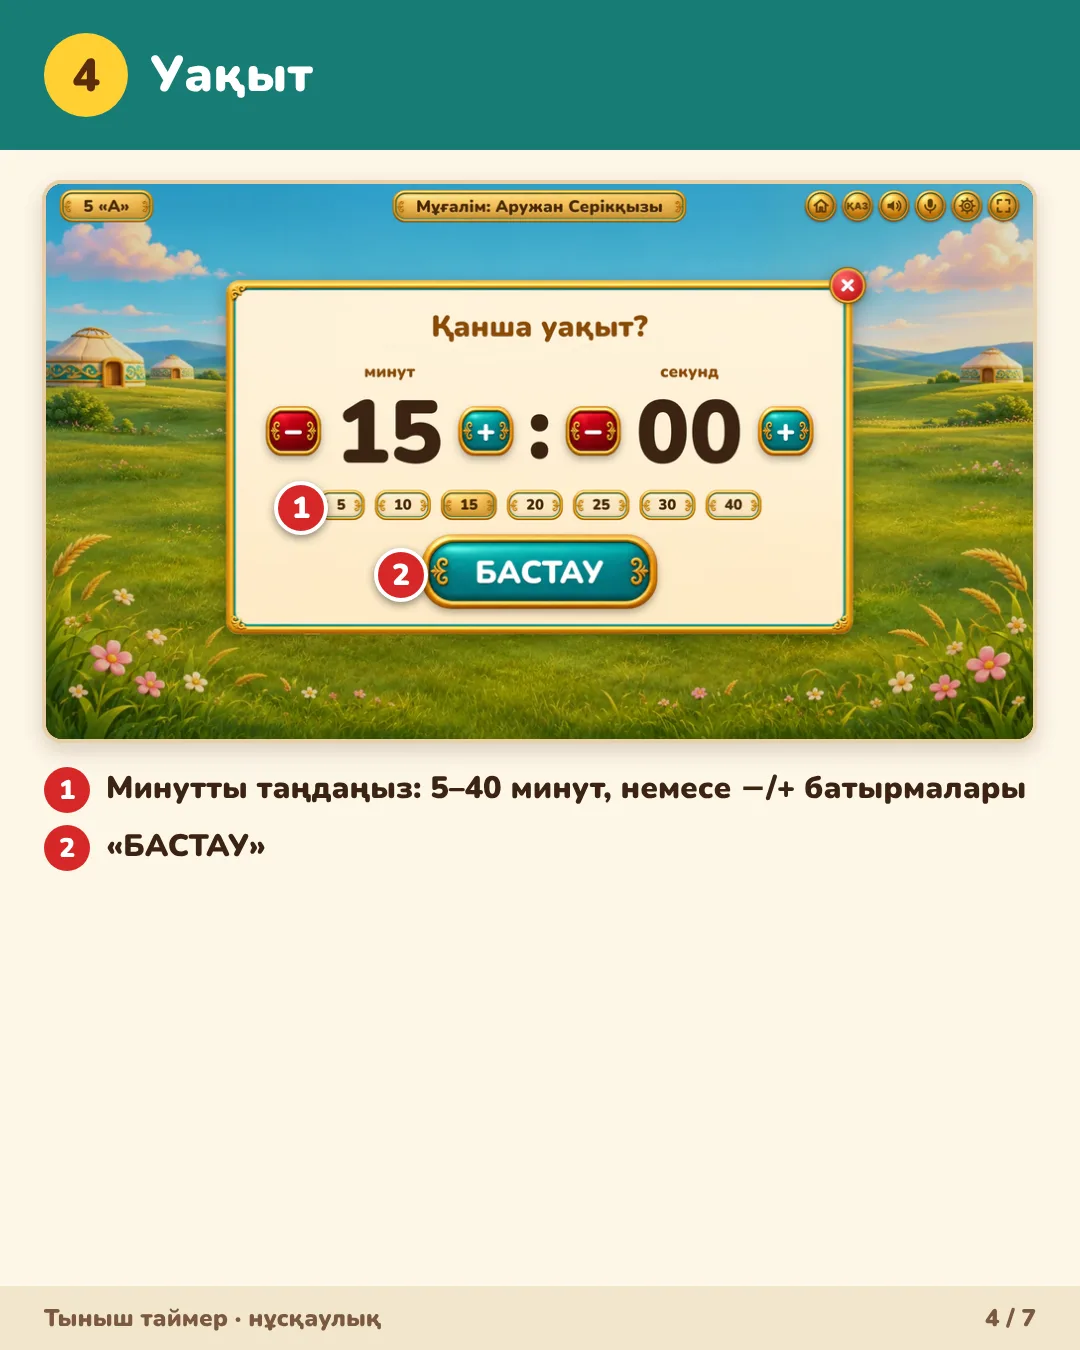 4 Уақыт
5 «А»
Мұғалім: Аружан Серікқызы
ҚАЗ
Қанша уақыт?
минут
секунд
− 15 + : − 00 +
1 5 10 15 20 25 30 40
2 БАСТАУ
1 Минутты таңдаңыз: 5–40 минут, немесе −/+ батырмалары
2 «БАСТАУ»
Тыныш таймер · нұсқаулық
4 / 7